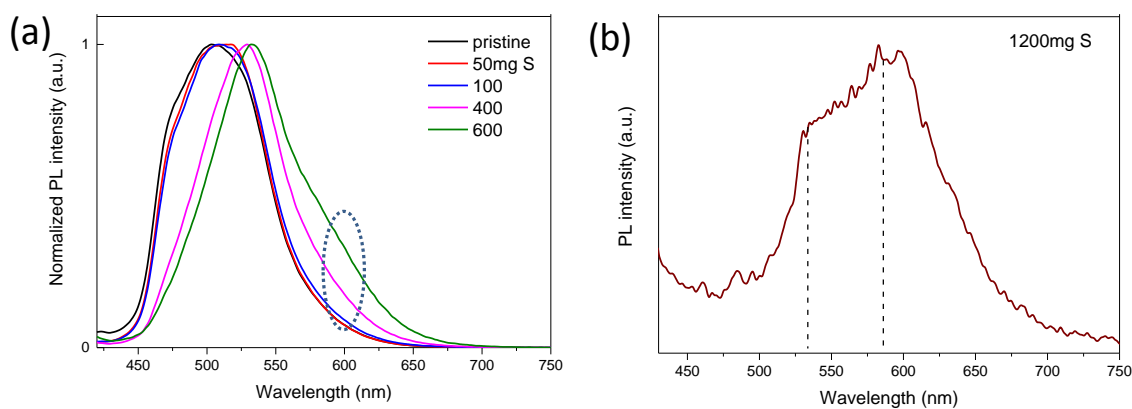 (a)
Normalized PL intensity (a.u.)
1
0
pristine
50mg S
100
400
600
450 500 550 600 650 700 750
Wavelength (nm)
(b)
1200mg S
PL intensity (a.u.)
450 500 550 600 650 700 750
Wavelength (nm)